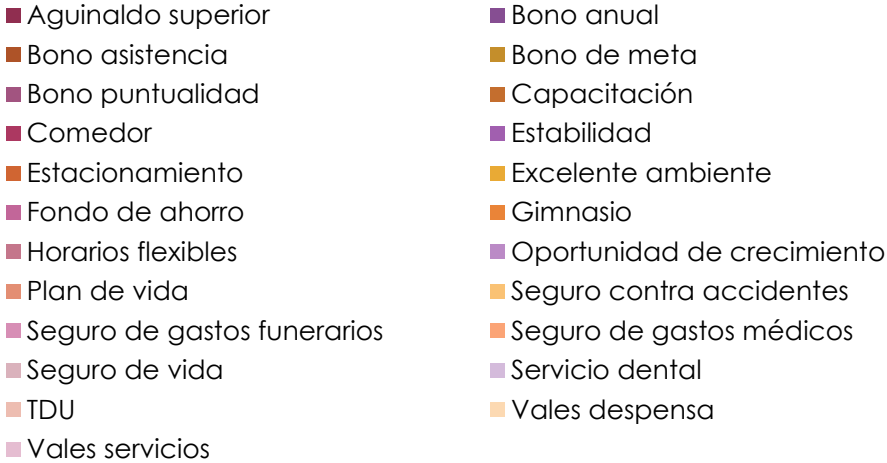 Aguinaldo superior
Bono anual
Bono asistencia
Bono de meta
Bono puntualidad
Capacitación
Comedor
Estabilidad
Estacionamiento
Excelente ambiente
Fondo de ahorro
Gimnasio
Horarios flexibles
Oportunidad de crecimiento
Plan de vida
Seguro contra accidentes
Seguro de gastos funerarios
Seguro de gastos médicos
Seguro de vida
Servicio dental
TDU
Vales despensa
Vales servicios